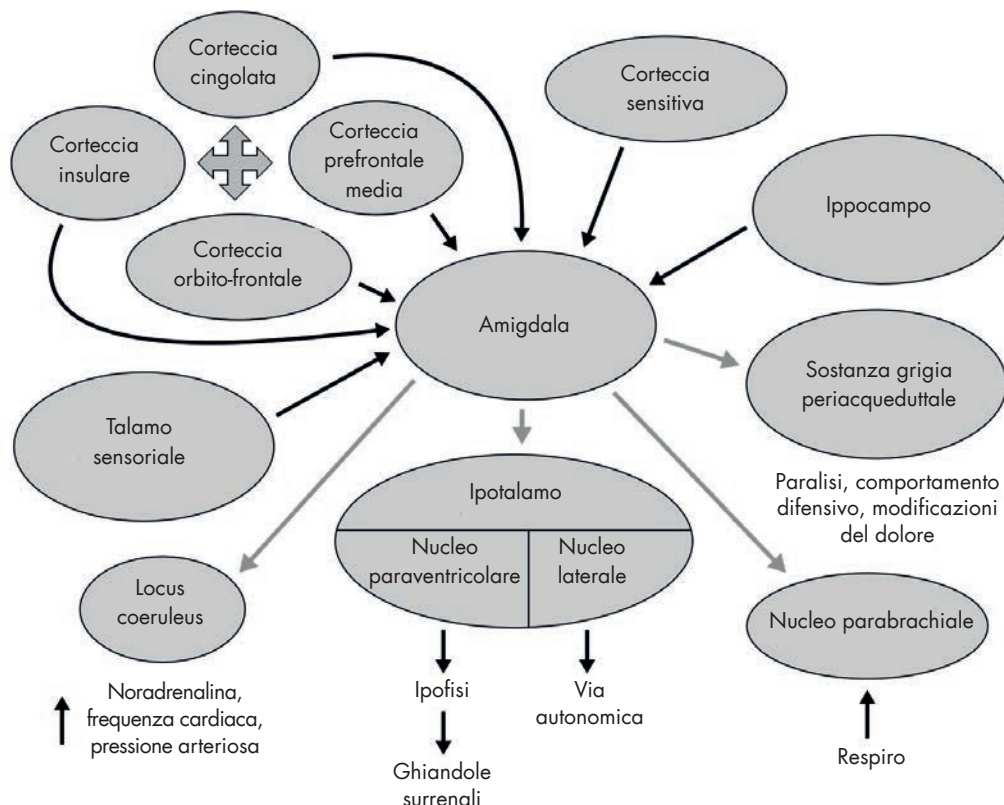 Corteccia
cingolata
Corteccia
sensitiva
Corteccia
insulare
Corteccia
prefrontale
media
Ippocampo
Corteccia
orbito-frontale
Amigdala
Sostanza grigia
periacqueduttale
Talamo
sensoriale
Paralisi, comportamento
difensivo, modificazioni
del dolore
Ipotalamo
Nucleo
paraventricolare
Nucleo
laterale
Locus
coeruleus
Nucleo parabrachiale
Noradrenalina,
frequenza cardiaca,
pressione arteriosa
Ipofisi
Via
autonomica
Ghiandole
surrenali
Respiro